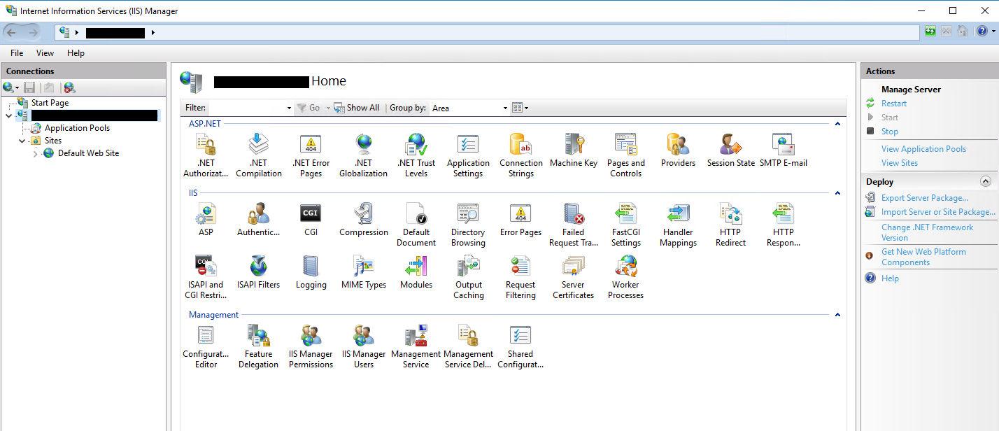 Internet Information Services (IIS) Manager
File View Help
Connections
Start Page
Application Pools
Sites
Default Web Site
Home
Filter: Go Show All Group by: Area
ASP.NET
.NET Authorizat...
.NET Compilation
.NET Error Pages
404
.NET Globalization
.NET Trust Levels
Application Settings
Connection Strings
ab
Machine Key
Pages and Controls
Providers
Session State
SMTP E-mail
IIS
ASP
Authentic...
CGI
CGI
Compression
Default Document
Directory Browsing
404
Error Pages
Failed Request Tra...
FastCGI Settings
Handler Mappings
HTTP Redirect
HTTP Respon...
CGI
ISAPI and CGI Restri...
ISAPI Filters
Logging
MIME Types
Modules
Output Caching
Request Filtering
Server Certificates
Worker Processes
Management
Configurat... Editor
Feature Delegation
IIS Manager Permissions
IIS Manager Users
Management Service
Management Service Del...
Shared Configurat...
Actions
Manage Server
Restart
Start
Stop
View Application Pools
View Sites
Deploy
Export Server Package...
Import Server or Site Package...
Change .NET Framework
Version
Get New Web Platform
Components
Help